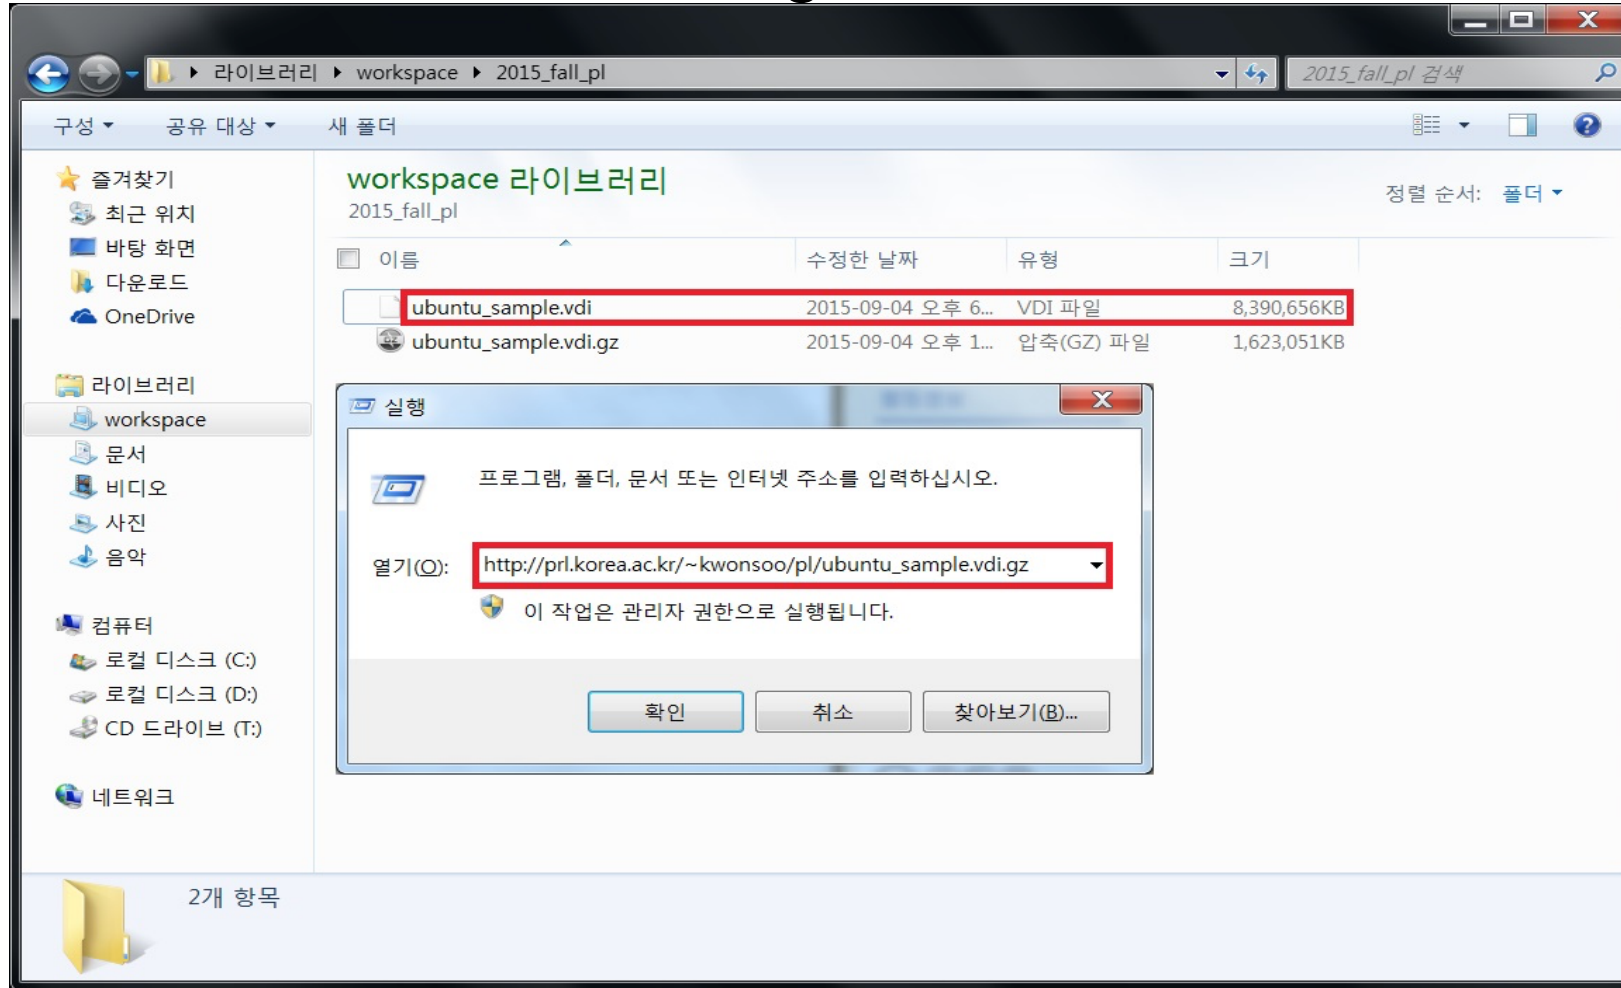 라이브러리 ▸ workspace ▸ 2015_fall_pl
2015_fall_pl 검색
구성 공유 대상 새 폴더
즐겨찾기
최근 위치
바탕 화면
다운로드
OneDrive
라이브러리
workspace
문서
비디오
사진
음악
컴퓨터
로컬 디스크 (C:)
로컬 디스크 (D:)
CD 드라이브 (T:)
네트워크
workspace 라이브러리
2015_fall_pl
정렬 순서: 폴더
이름 수정한 날짜 유형 크기
ubuntu_sample.vdi 2015-09-04 오후 6... VDI 파일 8,390,656KB
ubuntu_sample.vdi.gz 2015-09-04 오후 1... 압축(GZ) 파일 1,623,051KB
실행
프로그램, 폴더, 문서 또는 인터넷 주소를 입력하십시오.
열기(O): http://prl.korea.ac.kr/~kwonsoo/pl/ubuntu_sample.vdi.gz
이 작업은 관리자 권한으로 실행됩니다.
확인 취소 찾아보기(B)...
2개 항목